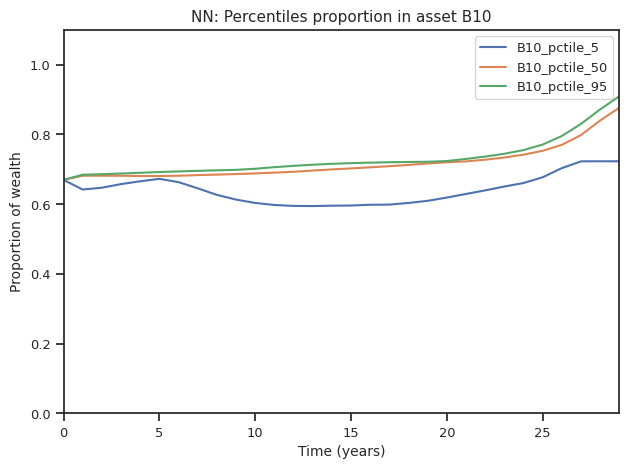 NN: Percentiles proportion in asset B10
B10_pctile_5
B10_pctile_50
B10_pctile_95
Proportion of wealth
1.0
0.8
0.6
0.4
0.2
0.0
0 5 10 15 20 25
Time (years)